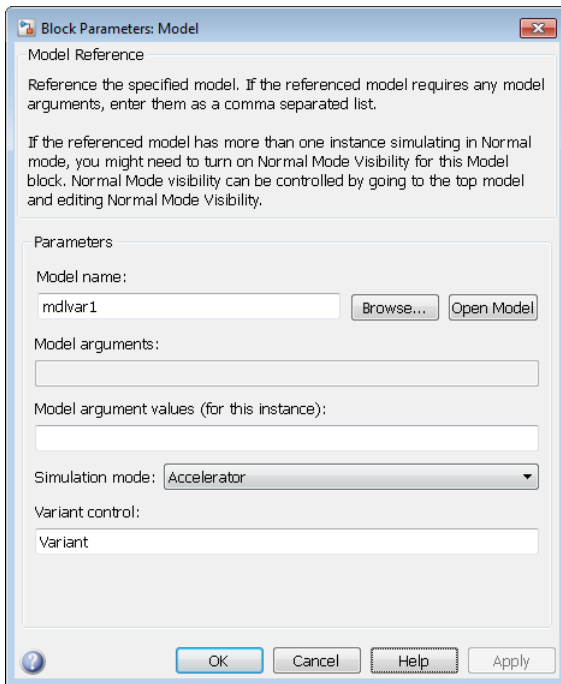 Block Parameters: Model
Model Reference
Reference the specified model. If the referenced model requires any model
arguments, enter them as a comma separated list.
If the referenced model has more than one instance simulating in Normal
mode, you might need to turn on Normal Mode Visibility for this Model
block. Normal Mode visibility can be controlled by going to the top model
and editing Normal Mode Visibility.
Parameters
Model name:
mdlvar1
Browse... Open Model
Model arguments:
Model argument values (for this instance):
Simulation mode: Accelerator
Variant control:
Variant
? OK Cancel Help Apply